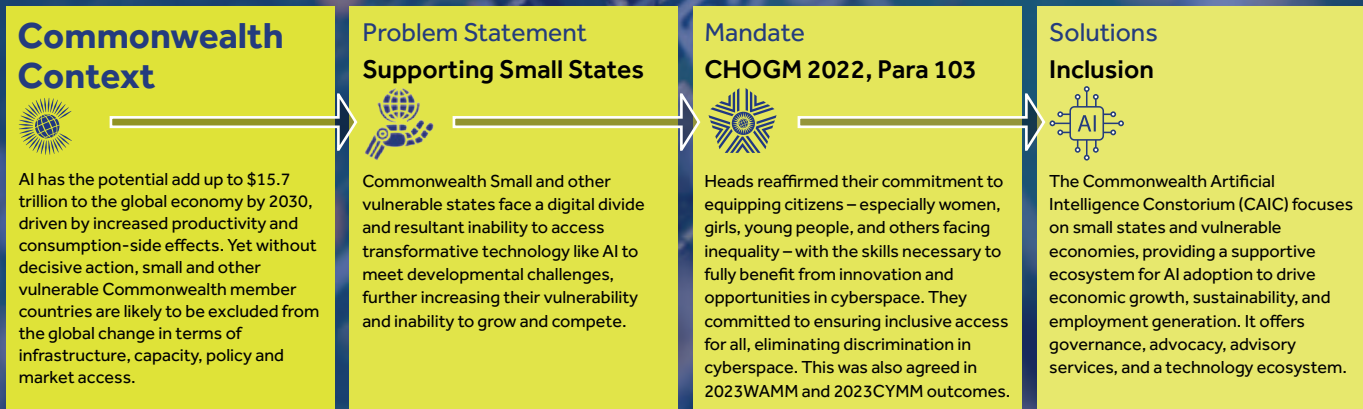 Commonwealth
Context
AI has the potential add up to $15.7
trillion to the global economy by 2030,
driven by increased productivity and
consumption-side effects. Yet without
decisive action, small and other
vulnerable Commonwealth member
countries are likely to be excluded from
the global change in terms of
infrastructure, capacity, policy and
market access.
Problem Statement
Supporting Small States
Commonwealth Small and other
vulnerable states face a digital divide
and resultant inability to access
transformative technology like AI to
meet developmental challenges,
further increasing their vulnerability
and inability to grow and compete.
Mandate
CHOGM 2022, Para 103
Heads reaffirmed their commitment to
equipping citizens – especially women,
girls, young people, and others facing
inequality – with the skills necessary to
fully benefit from innovation and
opportunities in cyberspace. They
committed to ensuring inclusive access
for all, eliminating discrimination in
cyberspace. This was also agreed in
2023WAMM and 2023CYMM outcomes.
Solutions
Inclusion
AI
The Commonwealth Artificial
Intelligence Constorium (CAIC) focuses
on small states and vulnerable
economies, providing a supportive
ecosystem for AI adoption to drive
economic growth, sustainability, and
employment generation. It offers
governance, advocacy, advisory
services, and a technology ecosystem.